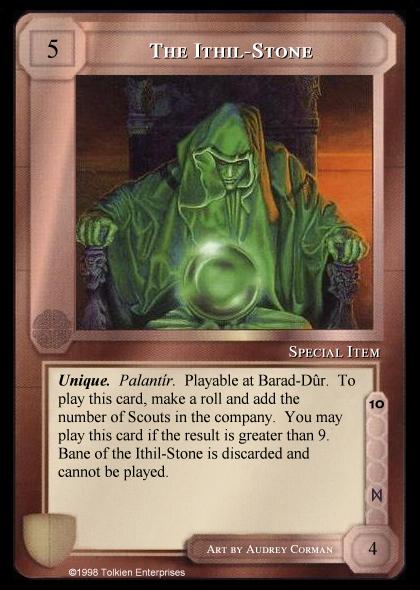 5
The Ithil-Stone
Special Item
Unique. Palantír. Playable at Barad-Dûr. To
play this card, make a roll and add the
number of Scouts in the company. You may
play this card if the result is greater than 9.
Bane of the Ithil-Stone is discarded and
cannot be played.
10
Art by Audrey Corman
4
©1998 Tolkien Enterprises